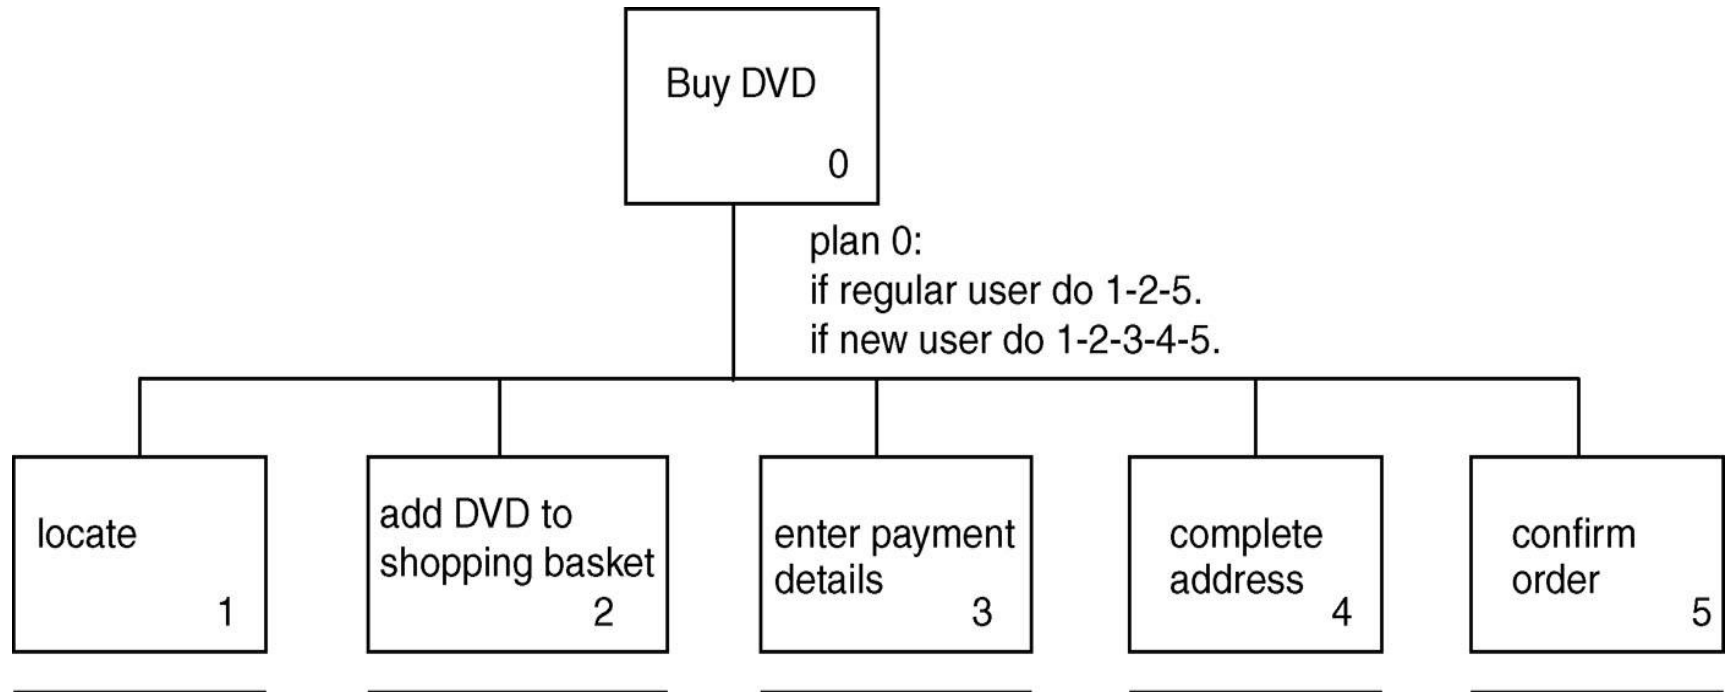 Buy DVD
0
plan 0:
if regular user do 1-2-5.
if new user do 1-2-3-4-5.
locate
1
add DVD to
shopping basket
2
enter payment
details
3
complete
address
4
confirm
order
5